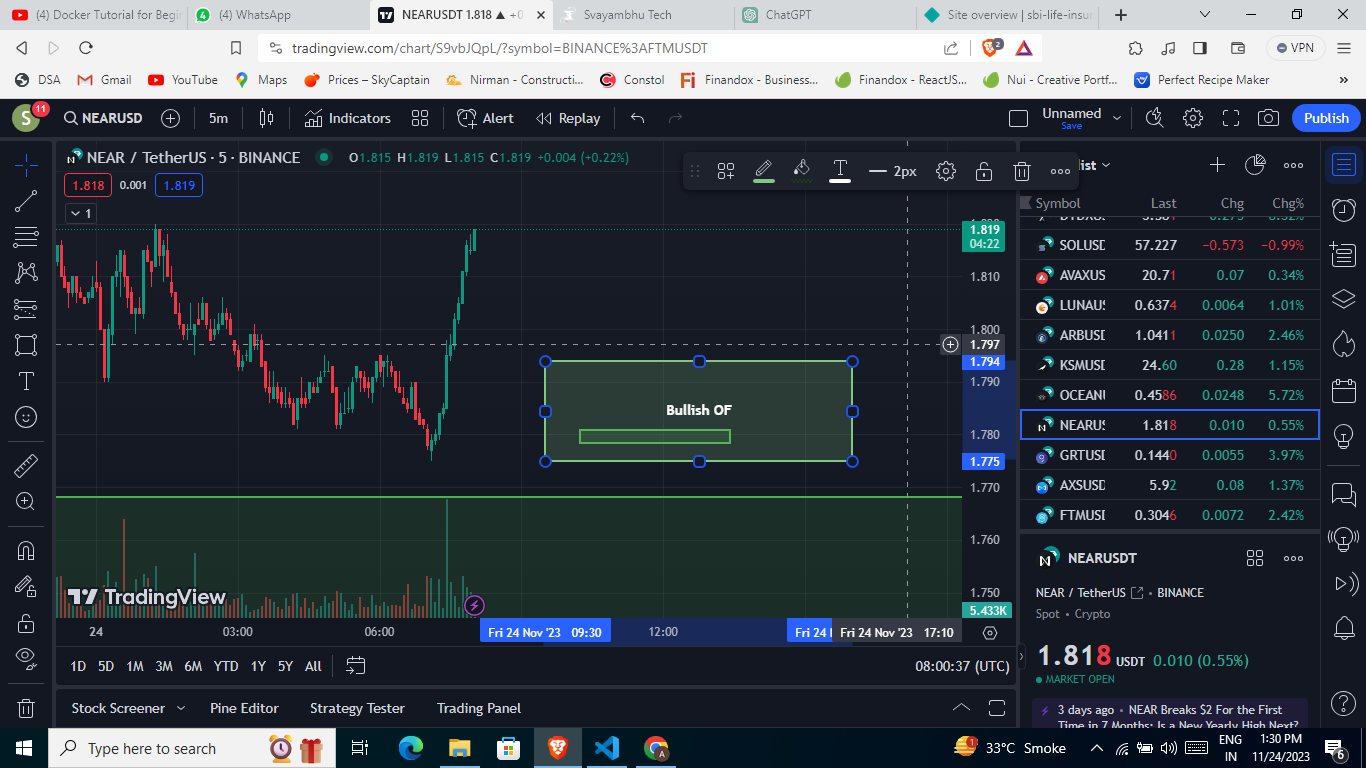 (4) Docker Tutorial for Begin
(4) WhatsApp
NEARUSDT 1.818 ▲ +0
Svayambhu Tech
ChatGPT
Site overview | sbi-life-insu
tradingview.com/chart/S9vbJQpL/?symbol=BINANCE%3AFTMUSDT
2
VPN
DSA
Gmail
YouTube
Maps
Prices – SkyCaptain
Nirman - Constructi...
Constol
Finandox - Business...
Finandox - ReactJS...
Nui - Creative Portf...
Perfect Recipe Maker
S
11
NEARUSD
5m
Indicators
Alert
Replay
Unnamed
Save
Publish
NEAR / TetherUS · 5 · BINANCE
O1.815 H1.819 L1.815 C1.819 +0.004 (+0.22%)
1.818
0.001
1.819
1
2px
list
Symbol
Last
Chg
Chg%
SOLUSD 57.227 −0.573 −0.99%
AVAXUS 20.71 0.07 0.34%
LUNAUS 0.6374 0.0064 1.01%
ARBUSD 1.0411 0.0250 2.46%
KSMUSD 24.60 0.28 1.15%
OCEANU 0.4586 0.0248 5.72%
NEARUS 1.818 0.010 0.55%
GRTUSD 0.1440 0.0055 3.97%
AXSUSD 5.92 0.08 1.37%
FTMUSD 0.3046 0.0072 2.42%
1.819
04:22
1.810
1.800
1.797
1.794
1.790
1.780
1.775
1.770
1.760
1.750
5.433K
Bullish OF
TradingView
24
03:00
06:00
Fri 24 Nov '23 09:30
12:00
Fri 24 N
Fri 24 Nov '23 17:10
1D
5D
1M
3M
6M
YTD
1Y
5Y
All
08:00:37 (UTC)
Stock Screener
Pine Editor
Strategy Tester
Trading Panel
NEARUSDT
NEAR / TetherUS
• BINANCE
Spot • Crypto
1.818 USDT 0.010 (0.55%)
MARKET OPEN
3 days ago • NEAR Breaks $2 For the First
Time in 7 Months: Is a New Yearly High Next?
Type here to search
1
33°C Smoke
ENG
IN
1:30 PM
11/24/2023
6